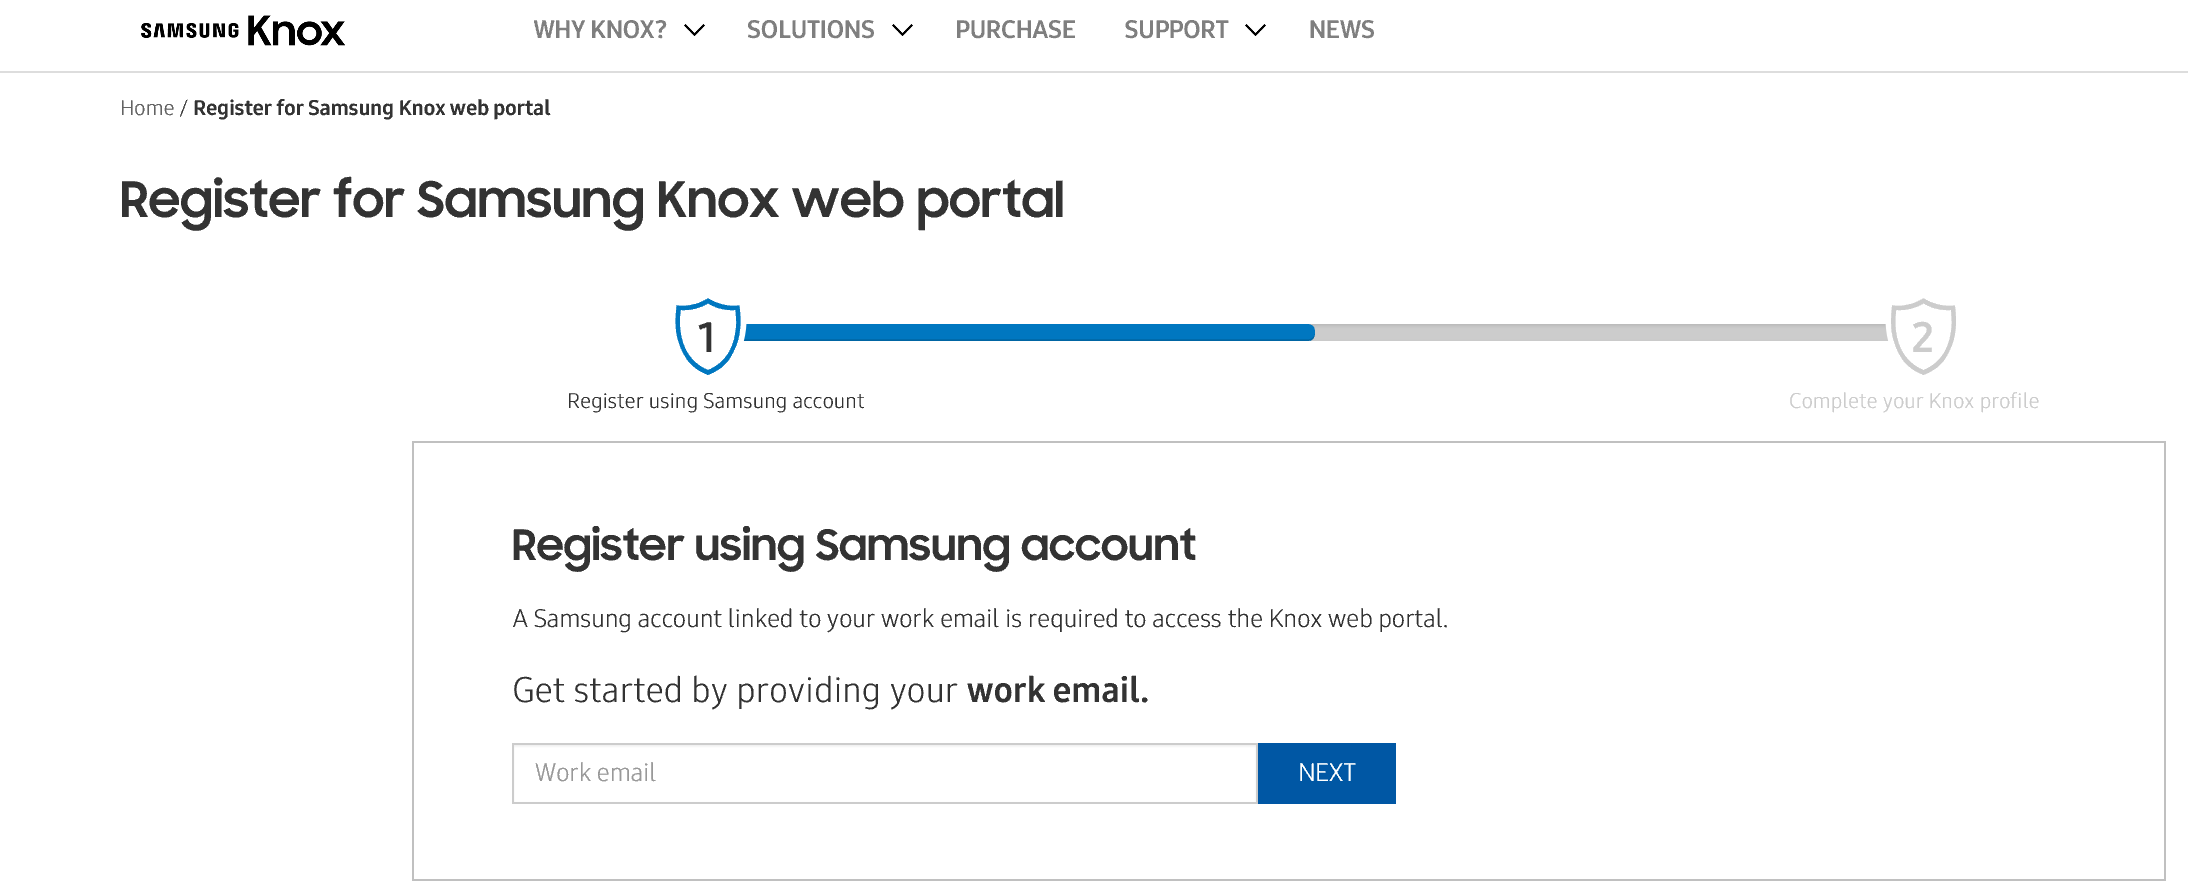 SAMSUNG Knox
WHY KNOX? SOLUTIONS PURCHASE SUPPORT NEWS
Home / Register for Samsung Knox web portal
Register for Samsung Knox web portal
1 2
Register using Samsung account Complete your Knox profile
Register using Samsung account
A Samsung account linked to your work email is required to access the Knox web portal.
Get started by providing your work email.
Work email NEXT